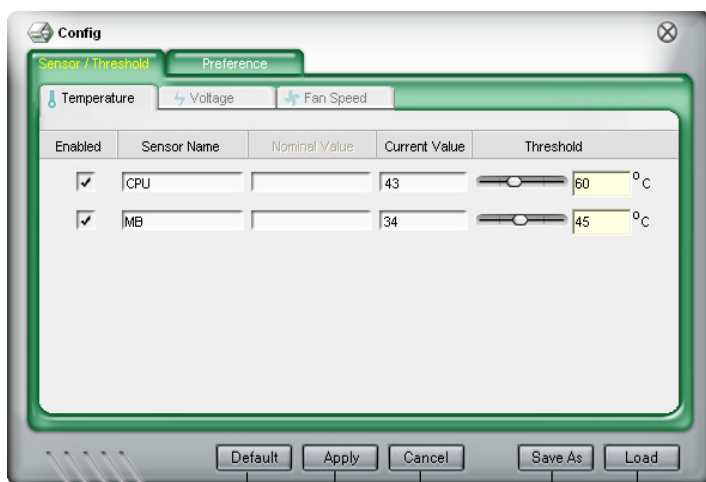 Config
Sensor / Threshold Preference
Temperature Voltage Fan Speed
Enabled Sensor Name Nominal Value Current Value Threshold
CPU 43 60 °C
MB 34 45 °C
Default Apply Cancel Save As Load